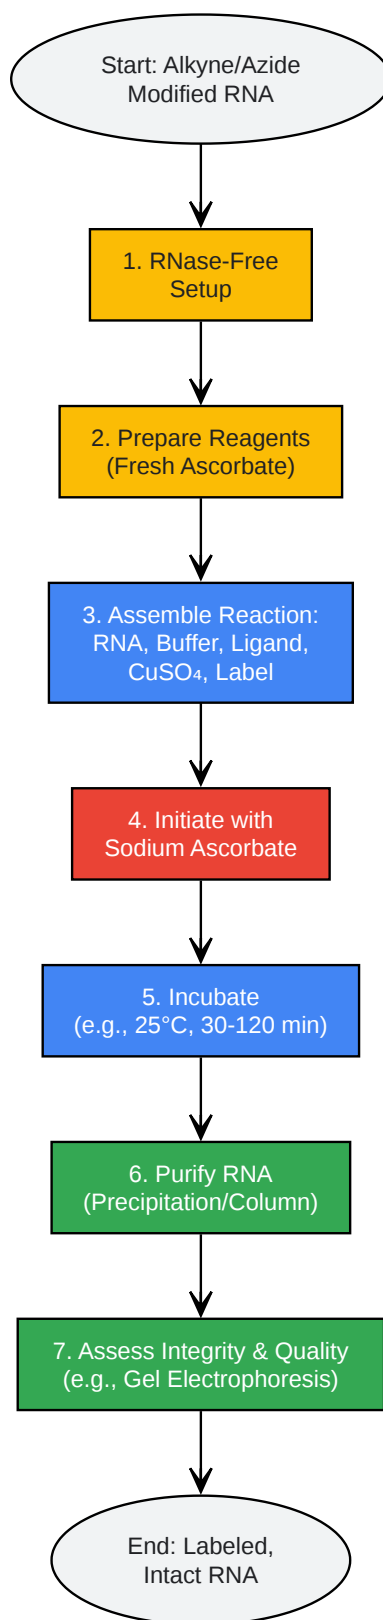 Start: Alkyne/Azide
Modified RNA
1. RNase-Free
Setup
2. Prepare Reagents
(Fresh Ascorbate)
3. Assemble Reaction:
RNA, Buffer, Ligand,
CuSO₄, Label
4. Initiate with
Sodium Ascorbate
5. Incubate
(e.g., 25°C, 30-120 min)
6. Purify RNA
(Precipitation/Column)
7. Assess Integrity & Quality
(e.g., Gel Electrophoresis)
End: Labeled,
Intact RNA